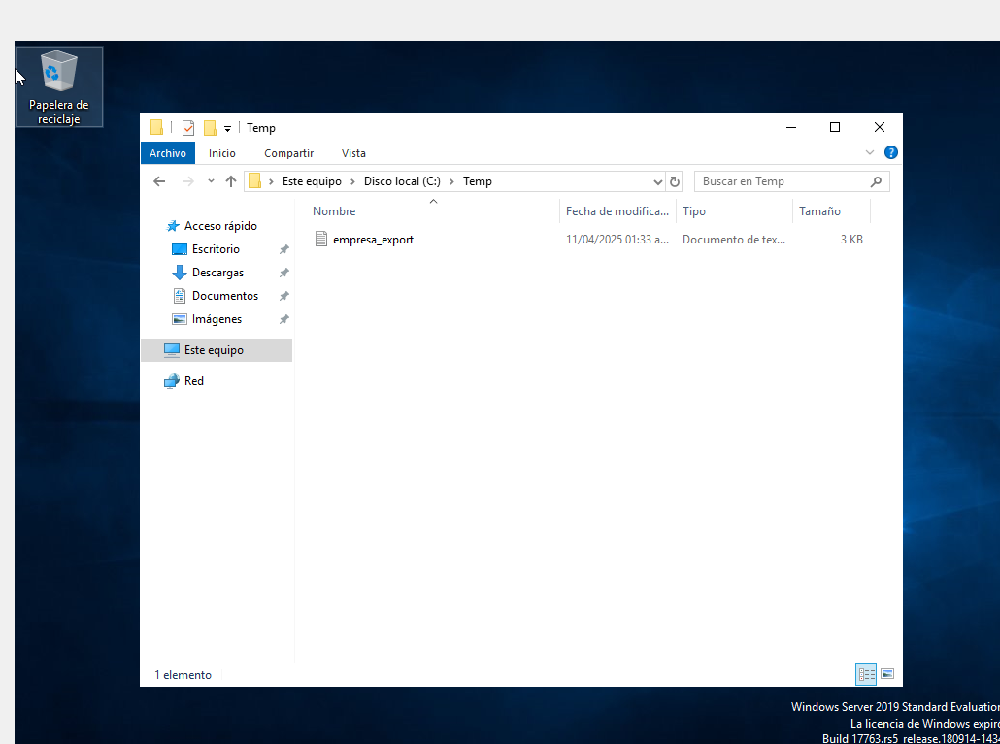 Papelera de
reciclaje
Temp
Archivo Inicio Compartir Vista
Este equipo Disco local (C:) Temp
Buscar en Temp
Nombre Fecha de modifica... Tipo Tamaño
empresa_export 11/04/2025 01:33 a... Documento de tex... 3 KB
Acceso rápido
Escritorio
Descargas
Documentos
Imágenes
Este equipo
Red
1 elemento
Windows Server 2019 Standard Evaluation
La licencia de Windows expiró
Build 17763.rs5_release.180914-143